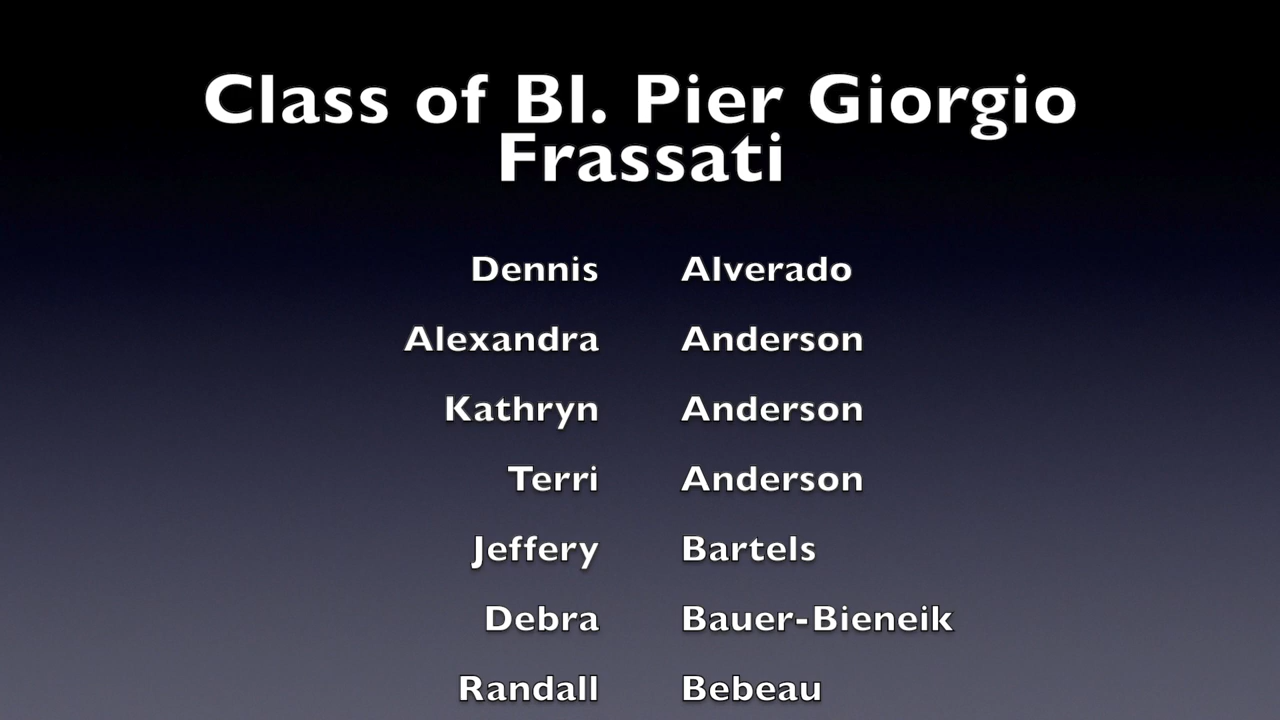 Class of Bl. Pier Giorgio
Frassati
Dennis Alverado
Alexandra Anderson
Kathryn Anderson
Terri Anderson
Jeffery Bartels
Debra Bauer-Bieneik
Randall Bebeau